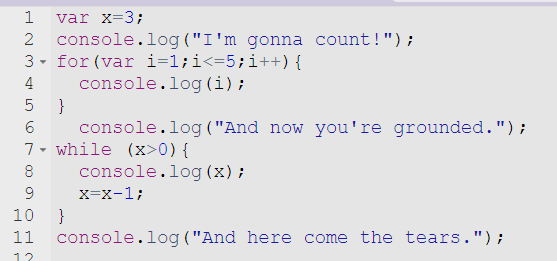 1 var x=3;
2 console.log("I'm gonna count!");
3 for(var i=1;i<=5;i++){
4   console.log(i);
5 }
6   console.log("And now you're grounded.");
7 while (x>0){
8   console.log(x);
9   x=x-1;
10 }
11 console.log("And here come the tears.");
12